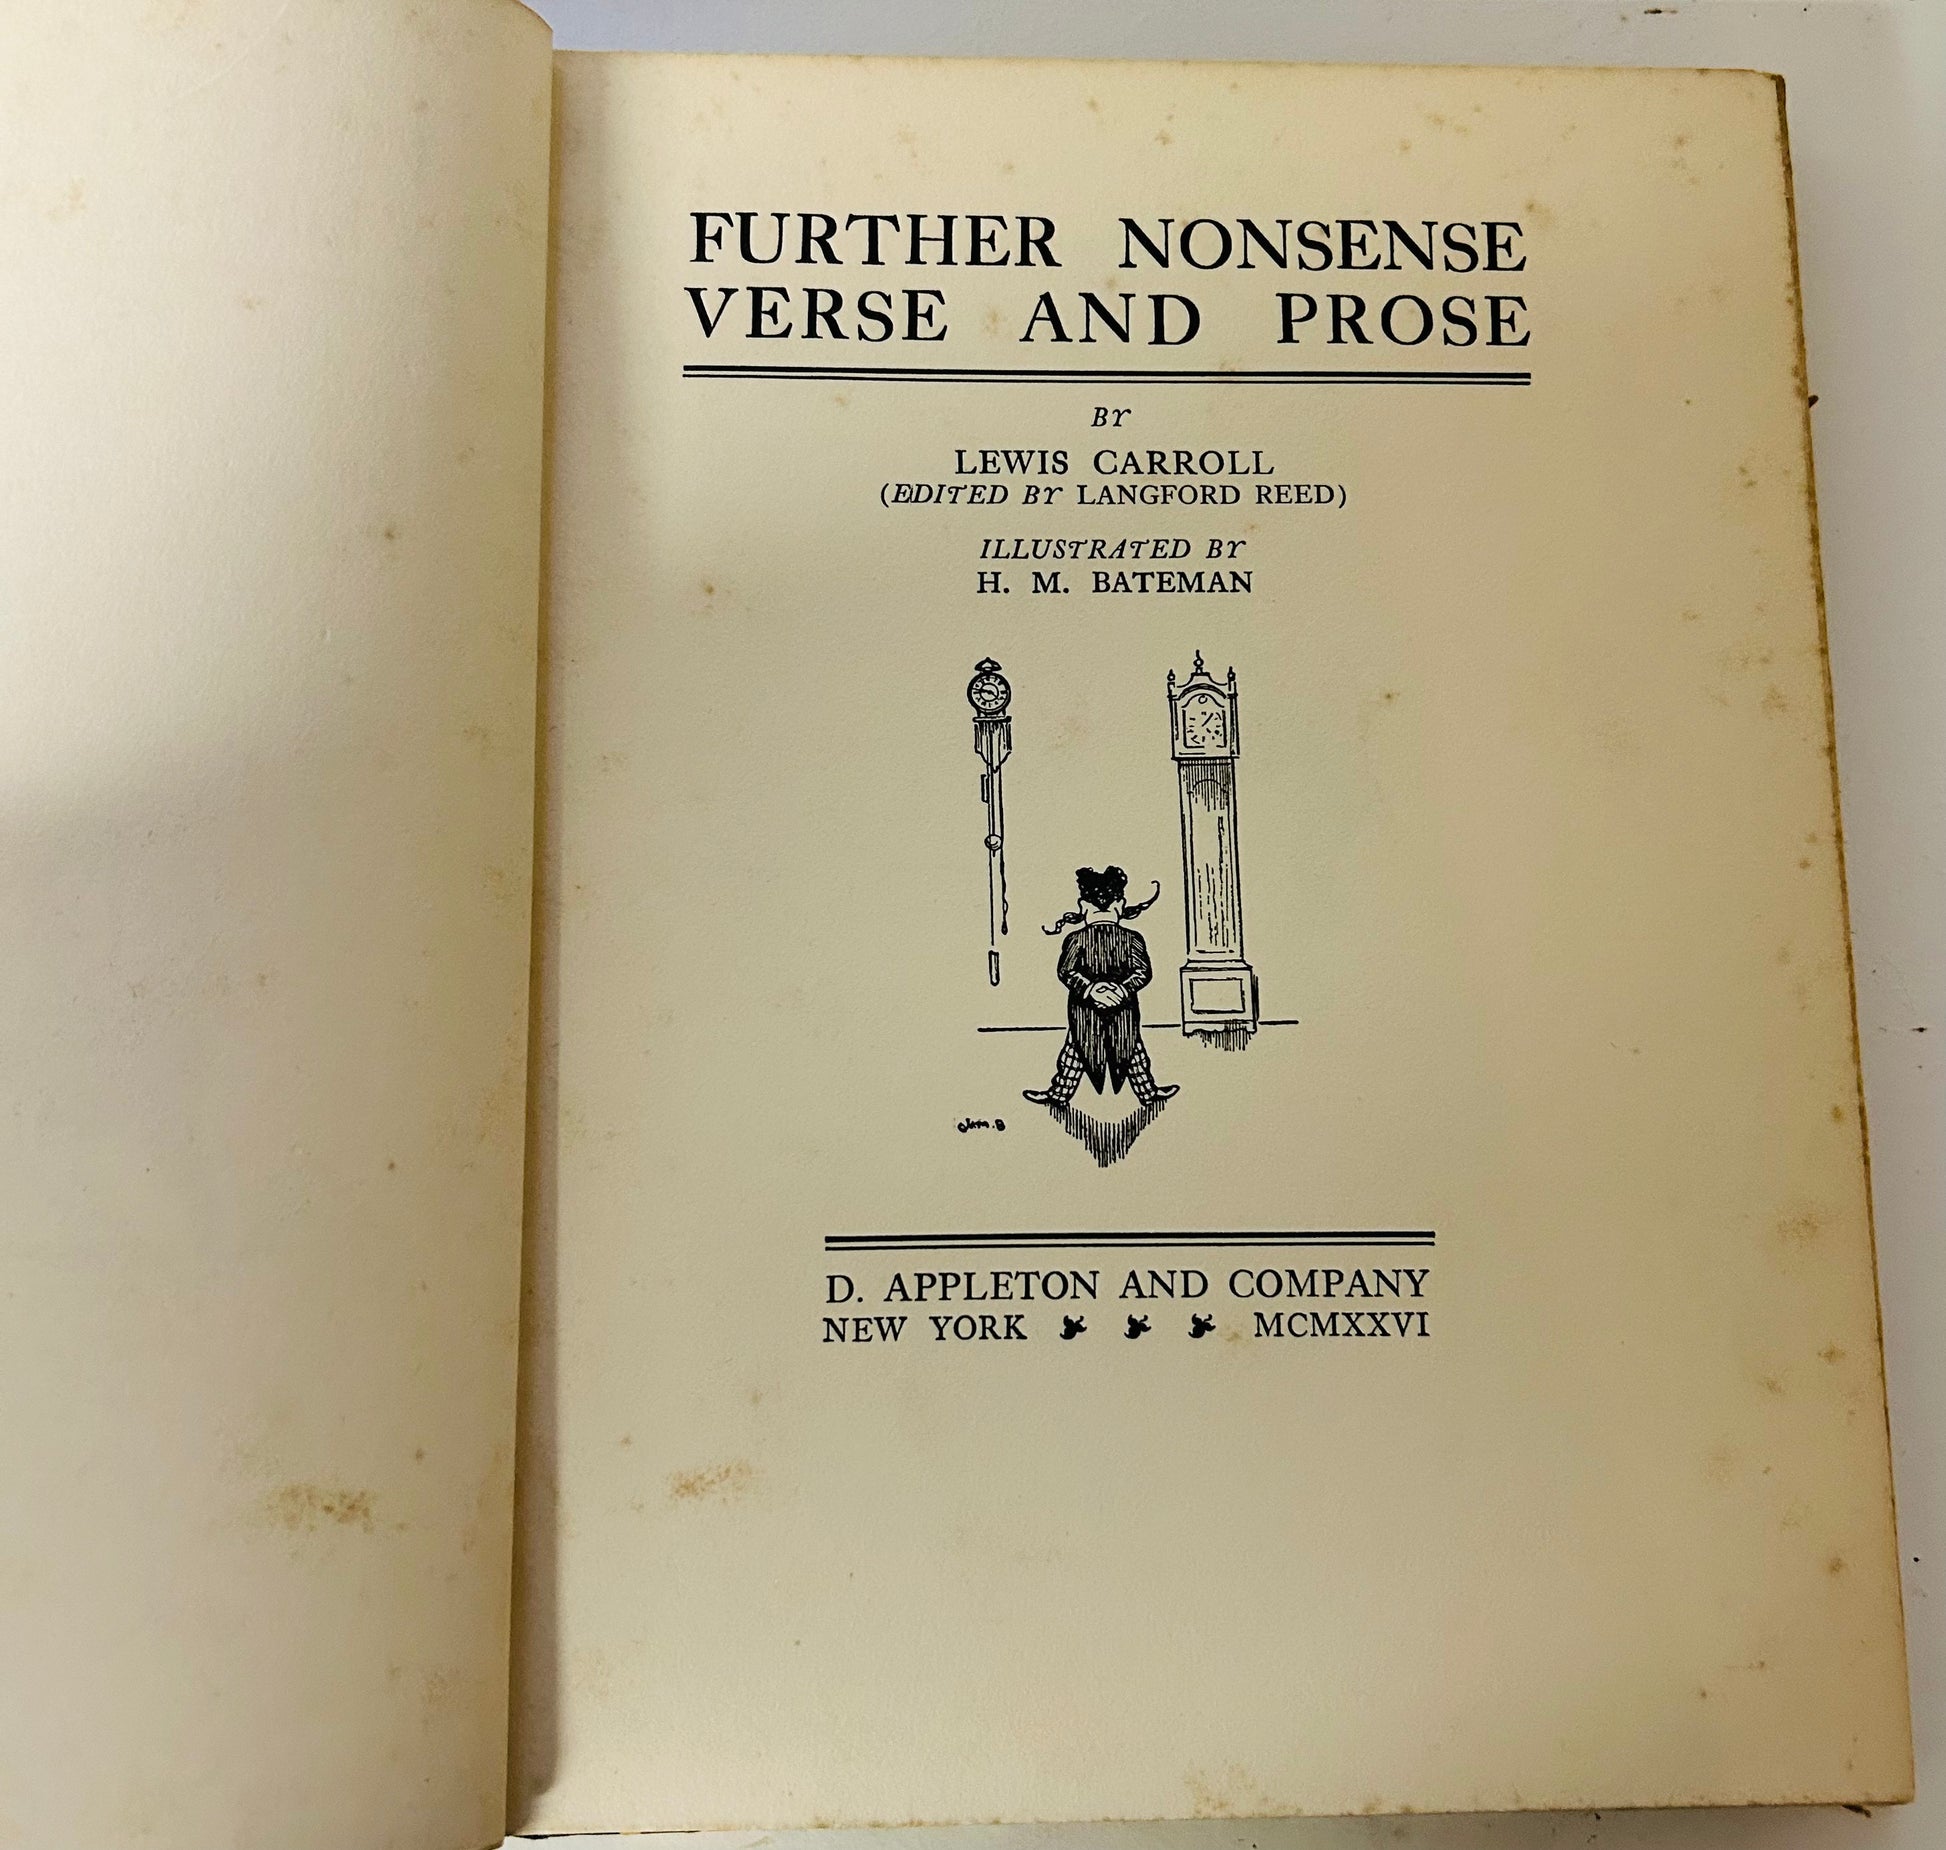 FURTHER NONSENSE
VERSE AND PROSE
BY
LEWIS CARROLL
(EDITED BY LANGFORD REED)
ILLUSTRATED BY
H. M. BATEMAN
D. APPLETON AND COMPANY
NEW YORK MCMXXVI